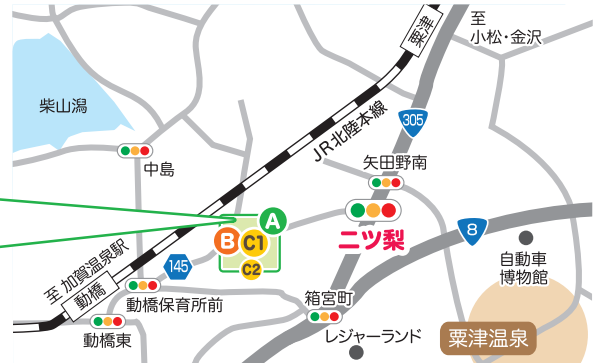 至
小松・金沢
粟津
柴山潟
305
JR北陸本線
矢田野南
中島
A
二ツ梨
B
C1
8
C2
至 加賀温泉駅
145
自動車
博物館
動橋
動橋保育所前
箱宮町
動橋東
レジャーランド
粟津温泉